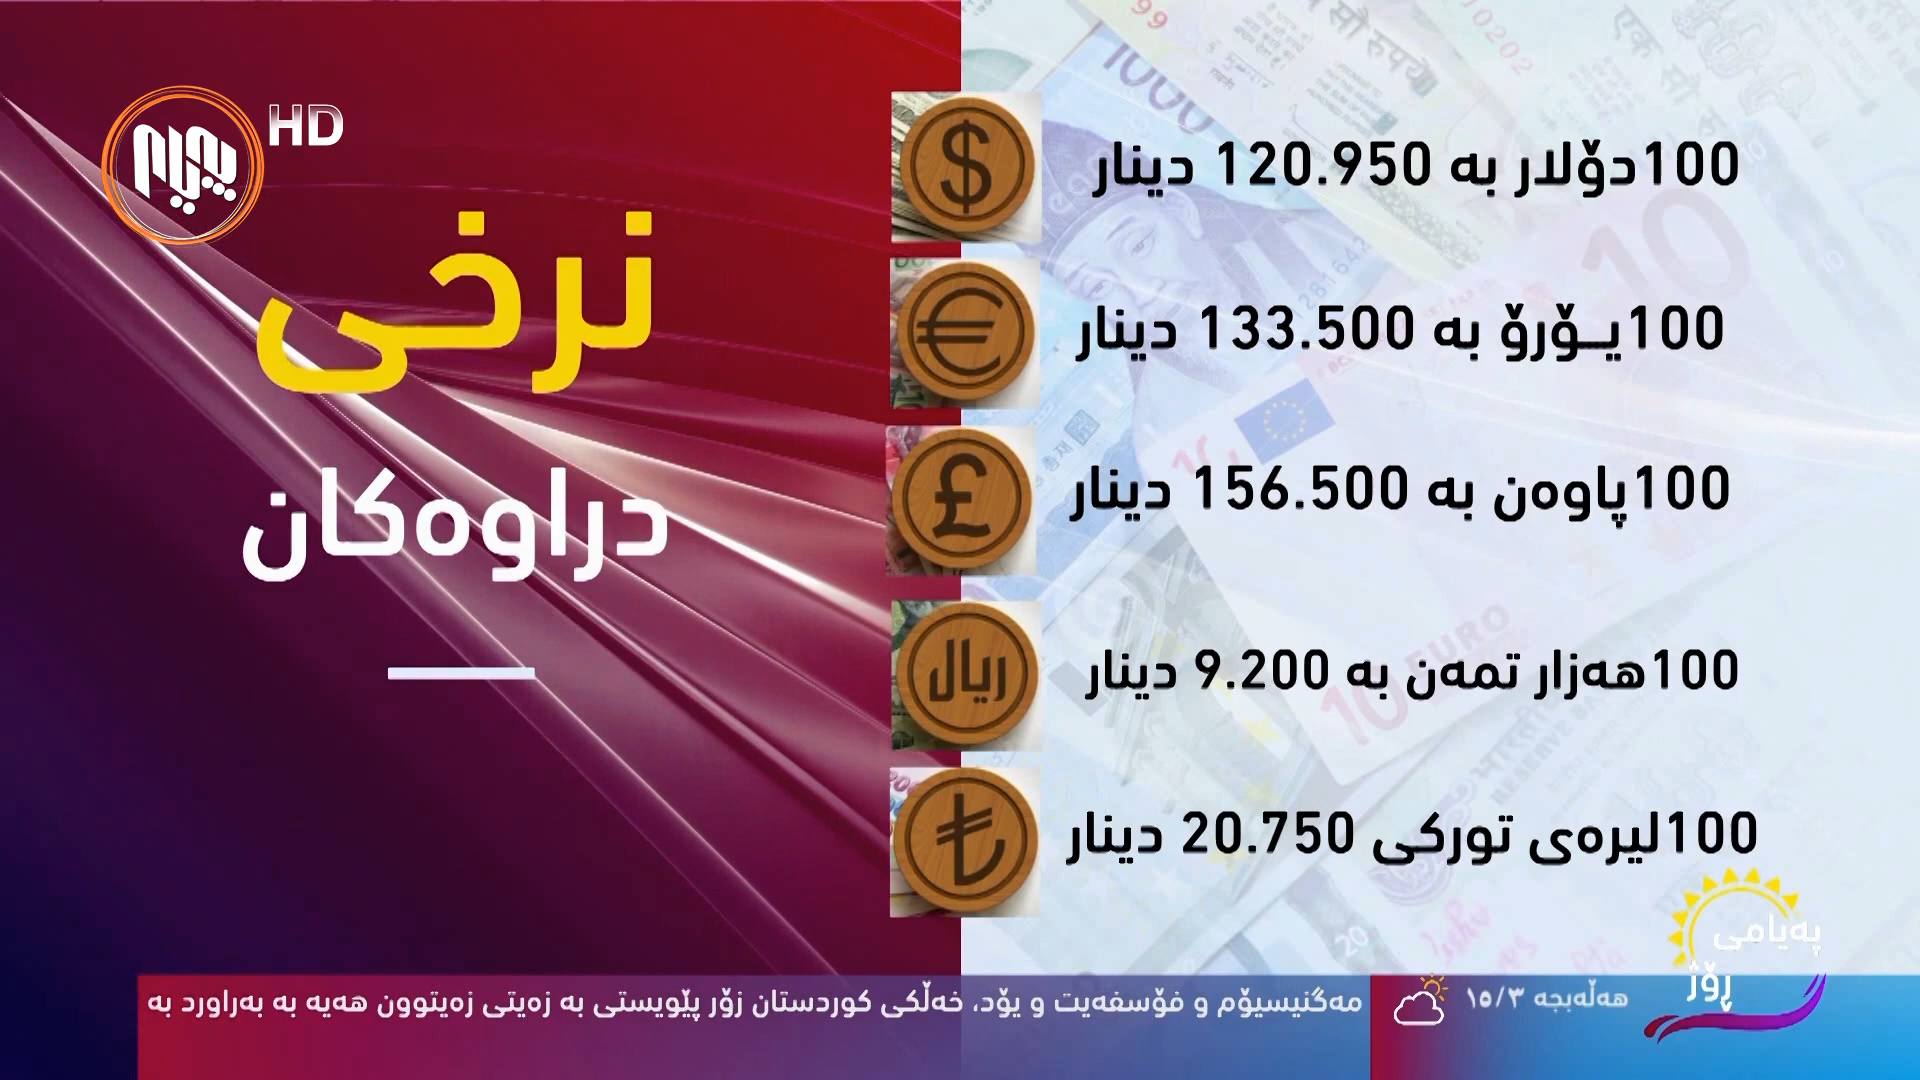 پەیام HD
نرخی
دراوەکان
100دۆلار بە 120.950 دینار
100یــۆرۆ بە 133.500 دینار
100پاوەن بە 156.500 دینار
ریال
100هەزار تمەن بە 9.200 دینار
100لیرەی تورکی 20.750 دینار
پەیامی
ڕۆژ
هەڵەبجە ١٥/٣
مەگنیسیۆم و فۆسفەیت و یۆد، خەڵکی کوردستان زۆر پێویستی بە زەیتی زەیتوون هەیە بە بەراورد بە